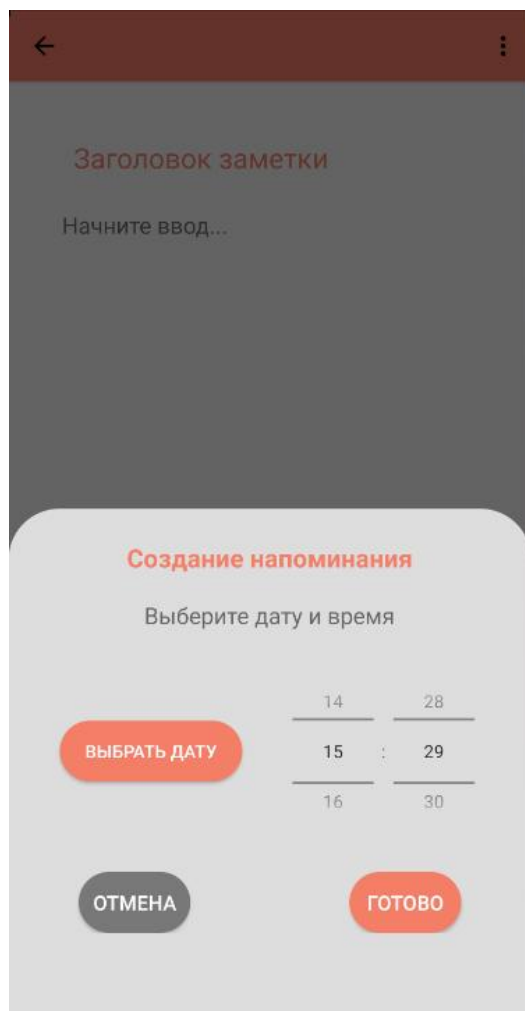 Заголовок заметки
Начните ввод...
Создание напоминания
Выберите дату и время
14 28
ВЫБРАТЬ ДАТУ 15 : 29
16 30
ОТМЕНА ГОТОВО